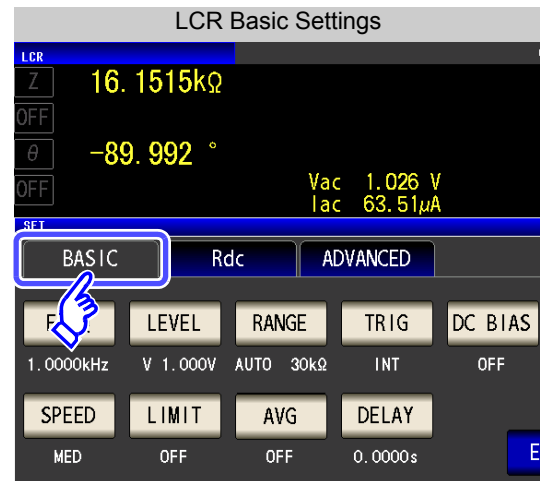 LCR Basic Settings
LCR
Z 16.1515kΩ
OFF
θ -89.992 °
OFF
Vac 1.026 V
Iac 63.51μA
SET
BASIC Rdc ADVANCED
LEVEL RANGE TRIG DC BIAS
1.0000kHz V 1.000V AUTO 30kΩ INT OFF
SPEED LIMIT AVG DELAY
MED OFF OFF 0.0000s